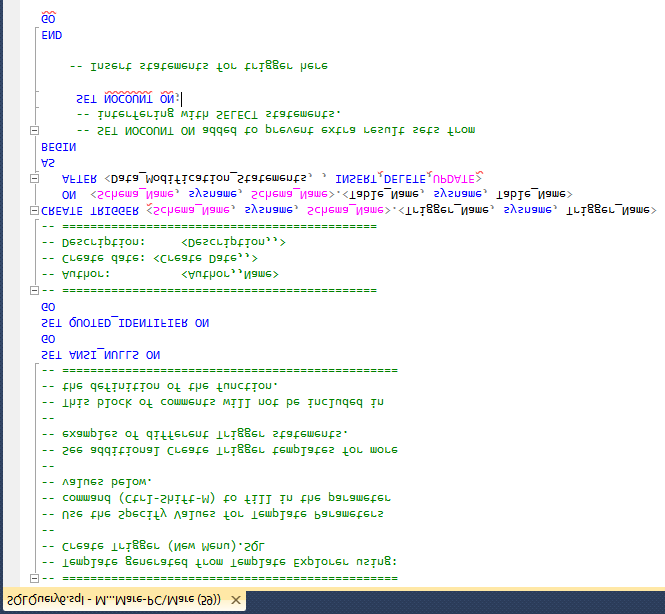 SQLQuery6.sql - M...Mare-PC\Mare (59))
-- ================================================
-- Template generated from Template Explorer using:
-- Create Trigger (New Menu).SQL
--
-- Use the Specify Values for Template Parameters
-- command (Ctrl-Shift-M) to fill in the parameter
-- values below.
--
-- See additional Create Trigger templates for more
-- examples of different Trigger statements.
--
-- This block of comments will not be included in
-- the definition of the function.
-- ================================================
SET ANSI_NULLS ON
GO
SET QUOTED_IDENTIFIER ON
GO
-- =============================================
-- Author: <Author,,Name>
-- Create date: <Create Date,,>
-- Description: <Description,,>
-- =============================================
CREATE TRIGGER <Schema_Name, sysname, Schema_Name>.<Trigger_Name, sysname, Trigger_Name>
ON <Schema_Name, sysname, Schema_Name>.<Table_Name, sysname, Table_Name>
AFTER <Data_Modification_Statements, , INSERT,DELETE,UPDATE>
AS
BEGIN
-- SET NOCOUNT ON added to prevent extra result sets from
-- interfering with SELECT statements.
SET NOCOUNT ON;
-- Insert statements for trigger here
END
GO